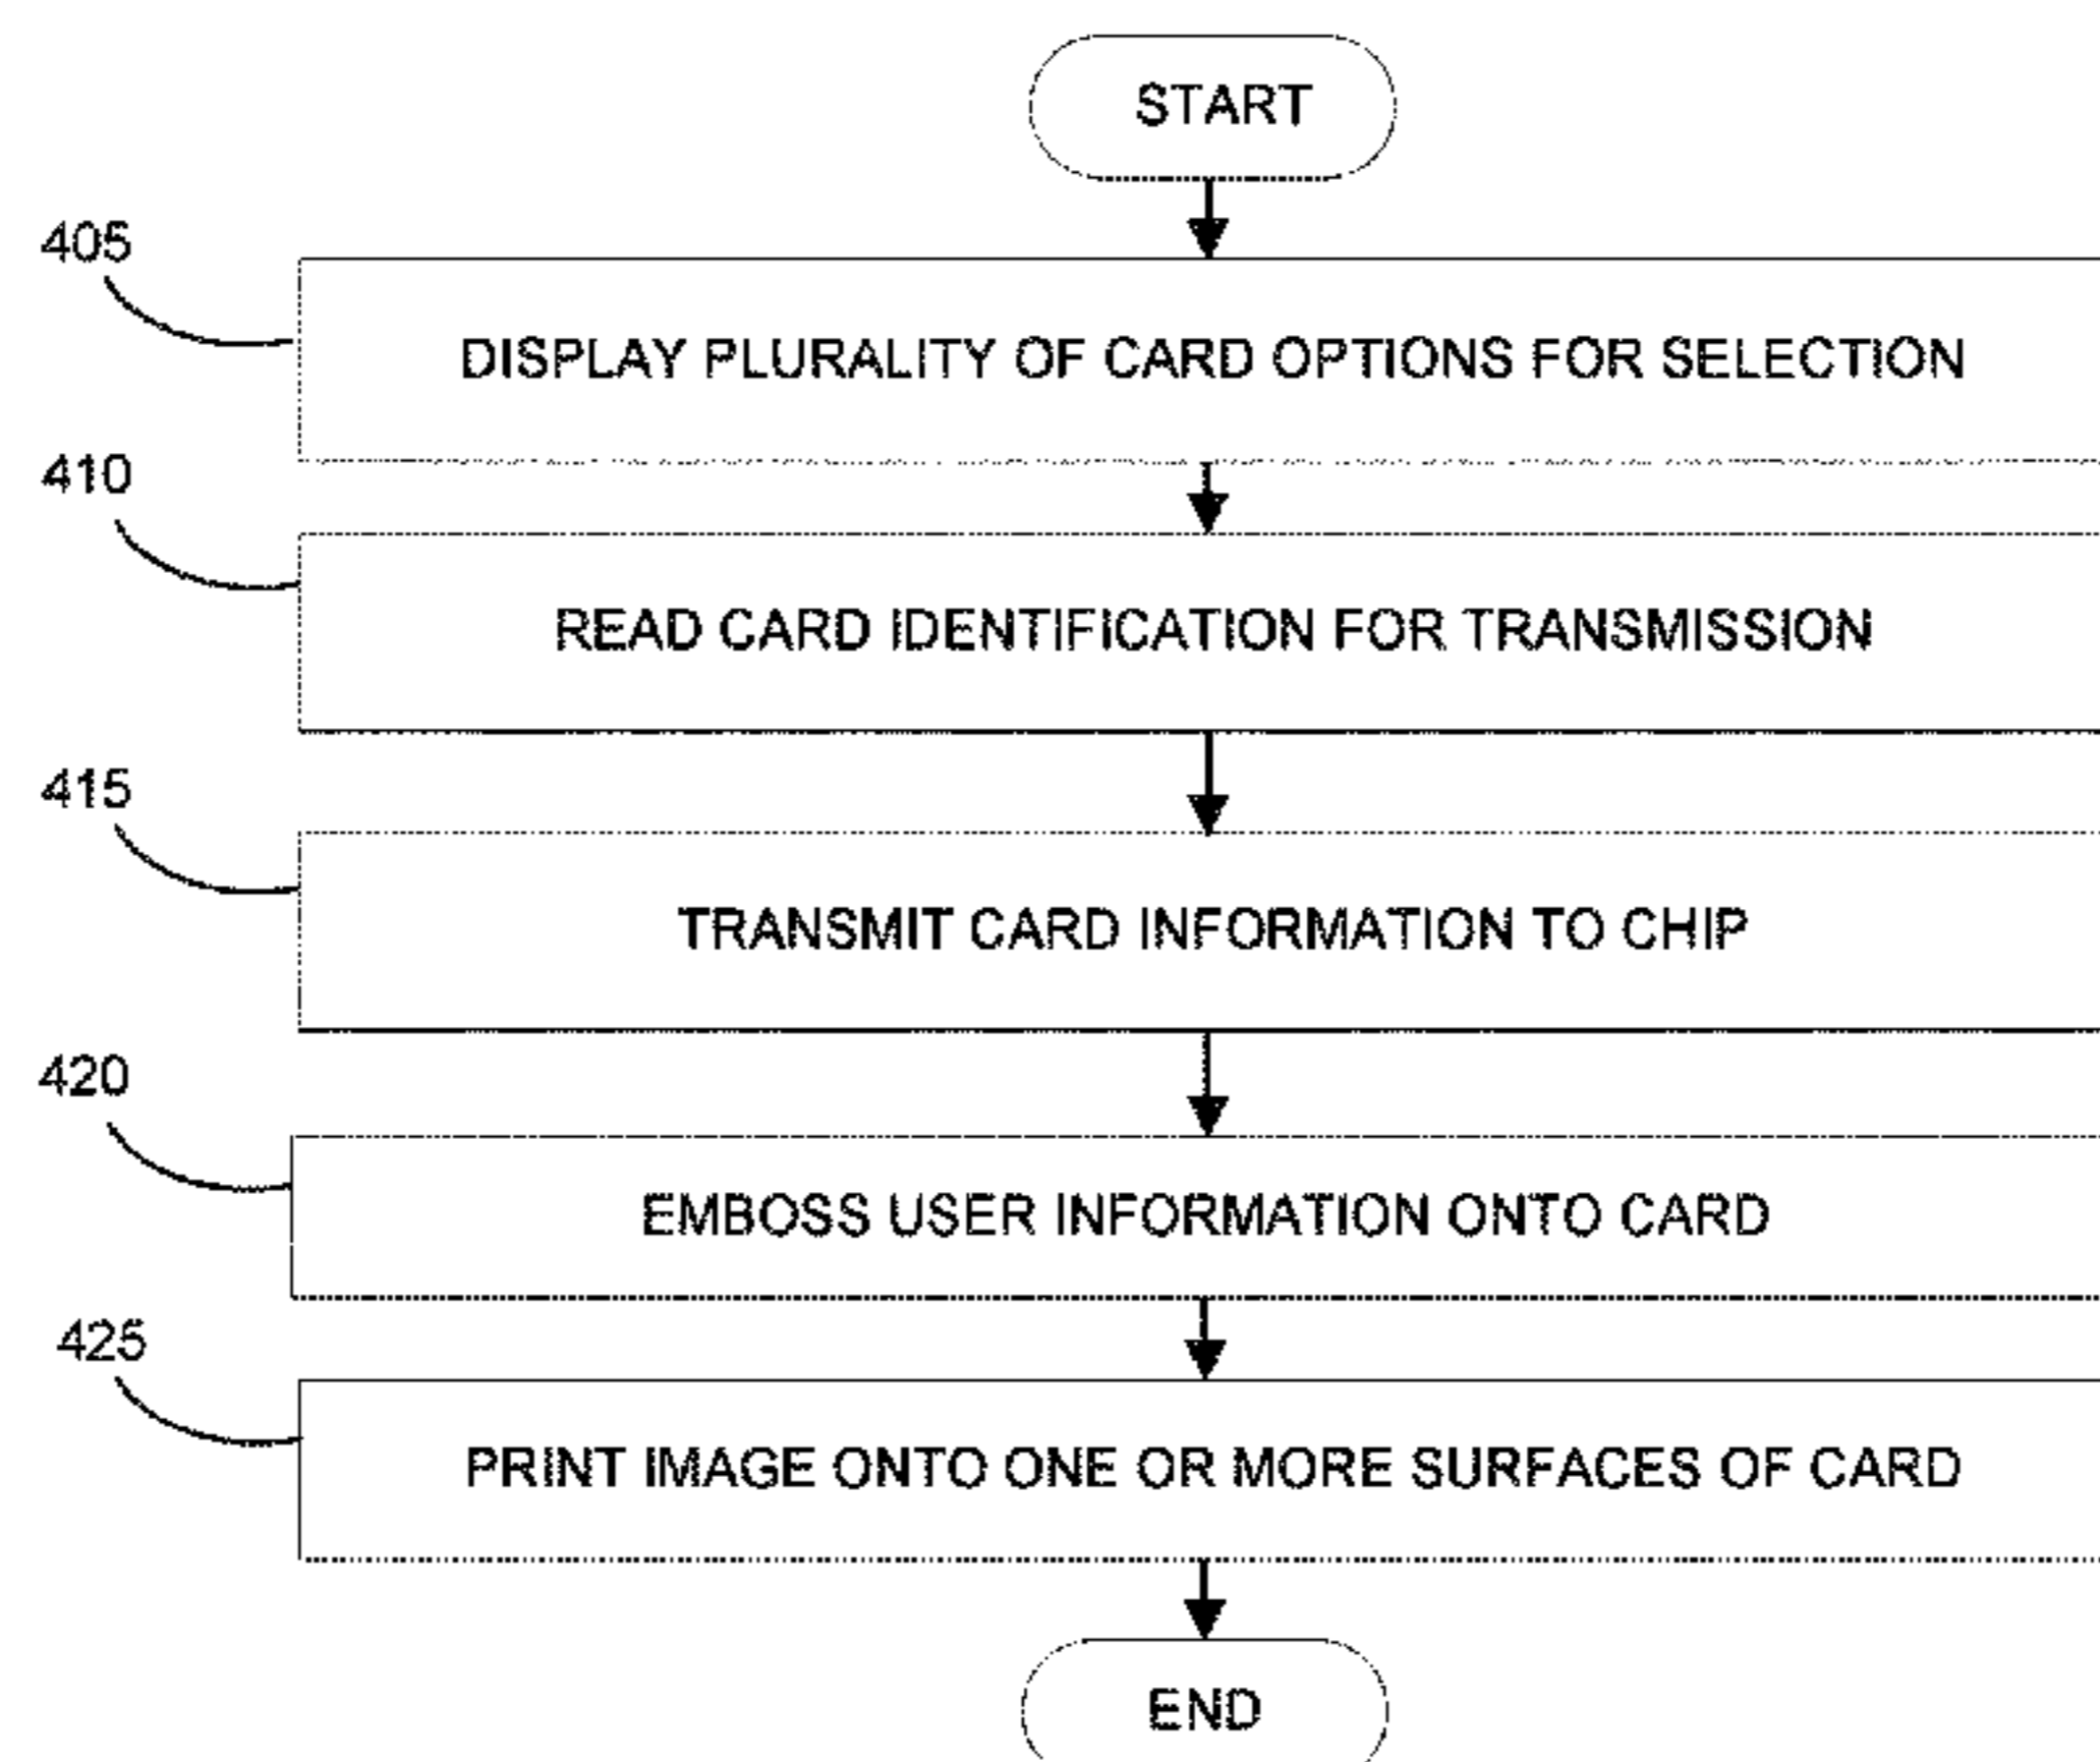 START
405
DISPLAY PLURALITY OF CARD OPTIONS FOR SELECTION
410
READ CARD IDENTIFICATION FOR TRANSMISSION
415
TRANSMIT CARD INFORMATION TO CHIP
420
EMBOSS USER INFORMATION ONTO CARD
425
PRINT IMAGE ONTO ONE OR MORE SURFACES OF CARD
END